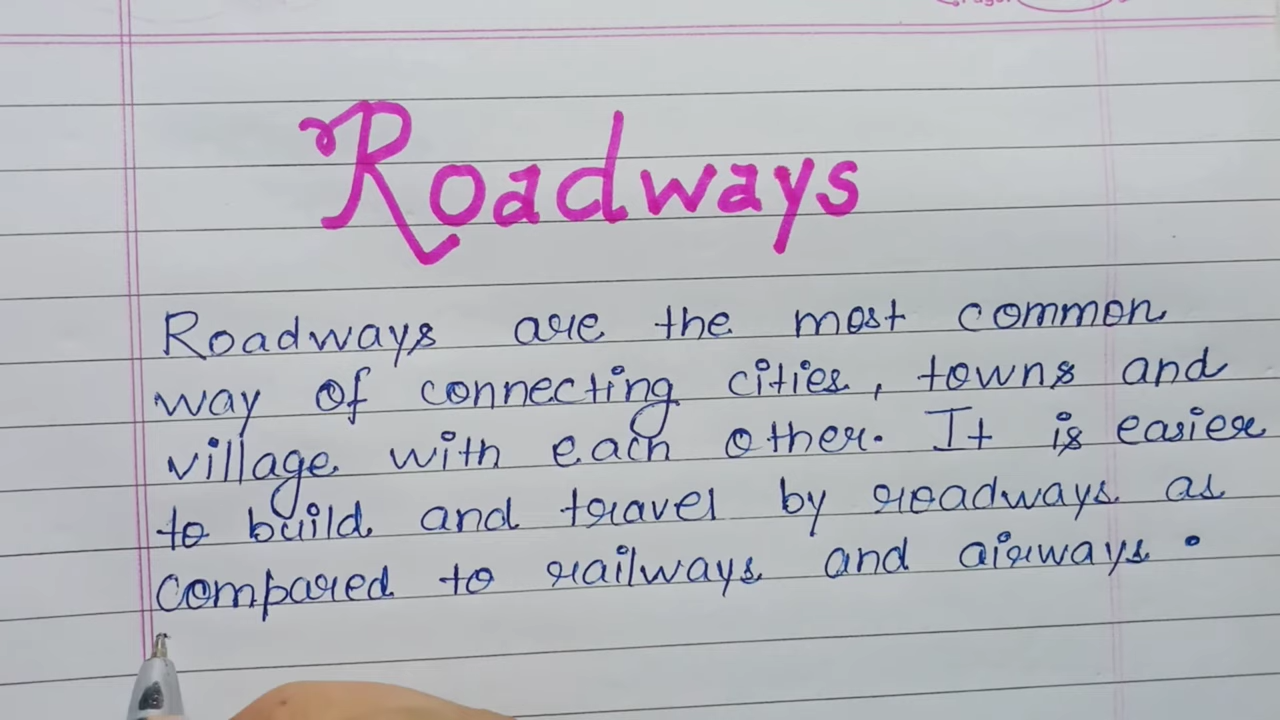 Roadways
Roadways are the most common
way of connecting cities, towns and
village with each other. It is easier
to build and travel by roadways as
compared to railways and airways.